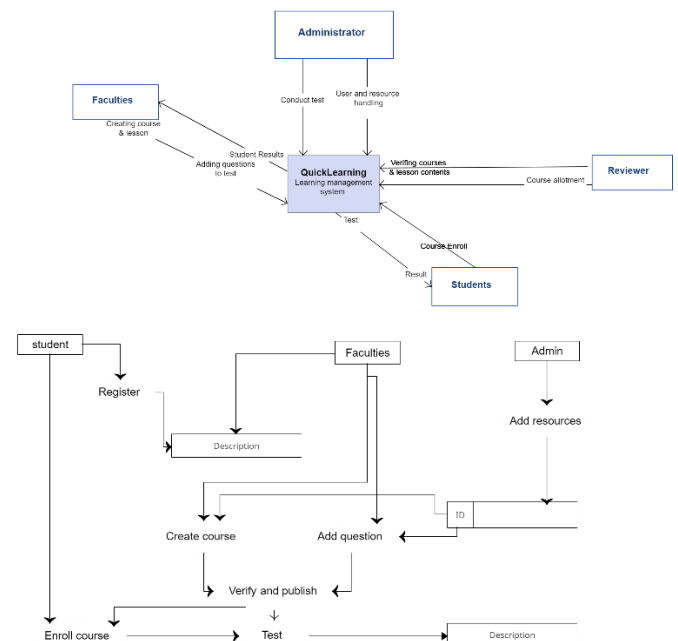 Administrator
Conduct test
User and resource
handling
Faculties
Creating course
& lesson
Student Results
Adding questions
to test
QuickLearning
Learning management
system
Verifing courses
& lesson contents
Reviewer
Course allotment
Test
Course Enroll
Result
Students
student
Faculties
Admin
Register
Add resources
Description
ID
Create course
Add question
Verify and publish
Enroll course
Test
Description